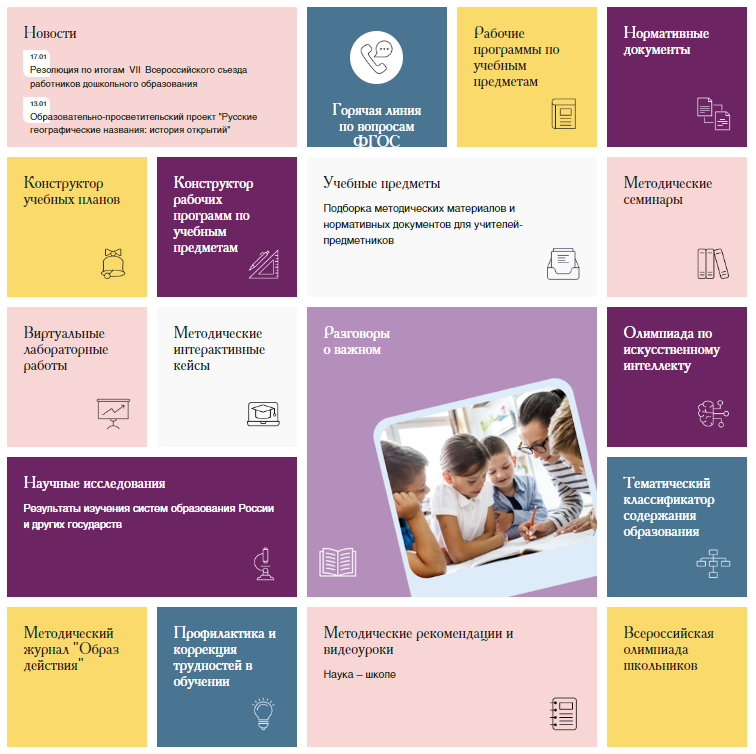 Новости
17.01
Резолюция по итогам VII Всероссийского съезда
работников дошкольного образования
13.01
Образовательно-просветительский проект "Русские
географические названия: история открытий"
Горячая линия
по вопросам
ФГОС
Рабочие
программы по
учебным
предметам
Нормативные
документы
Конструктор
учебных планов
Конструктор
рабочих
программ по
учебным
предметам
Учебные предметы
Подборка методических материалов и
нормативных документов для учителей-
предметников
Методические
семинары
Виртуальные
лабораторные
работы
Методические
интерактивные
кейсы
Разговоры
о важном
Олимпиада по
искусственному
интеллекту
Научные исследования
Результаты изучения систем образования России
и других государств
Тематический
классификатор
содержания
образования
Методический
журнал "Образ
действия"
Профилактика и
коррекция
трудностей в
обучении
Методические рекомендации и
видеоуроки
Наука – школе
Всероссийская
олимпиада
школьников